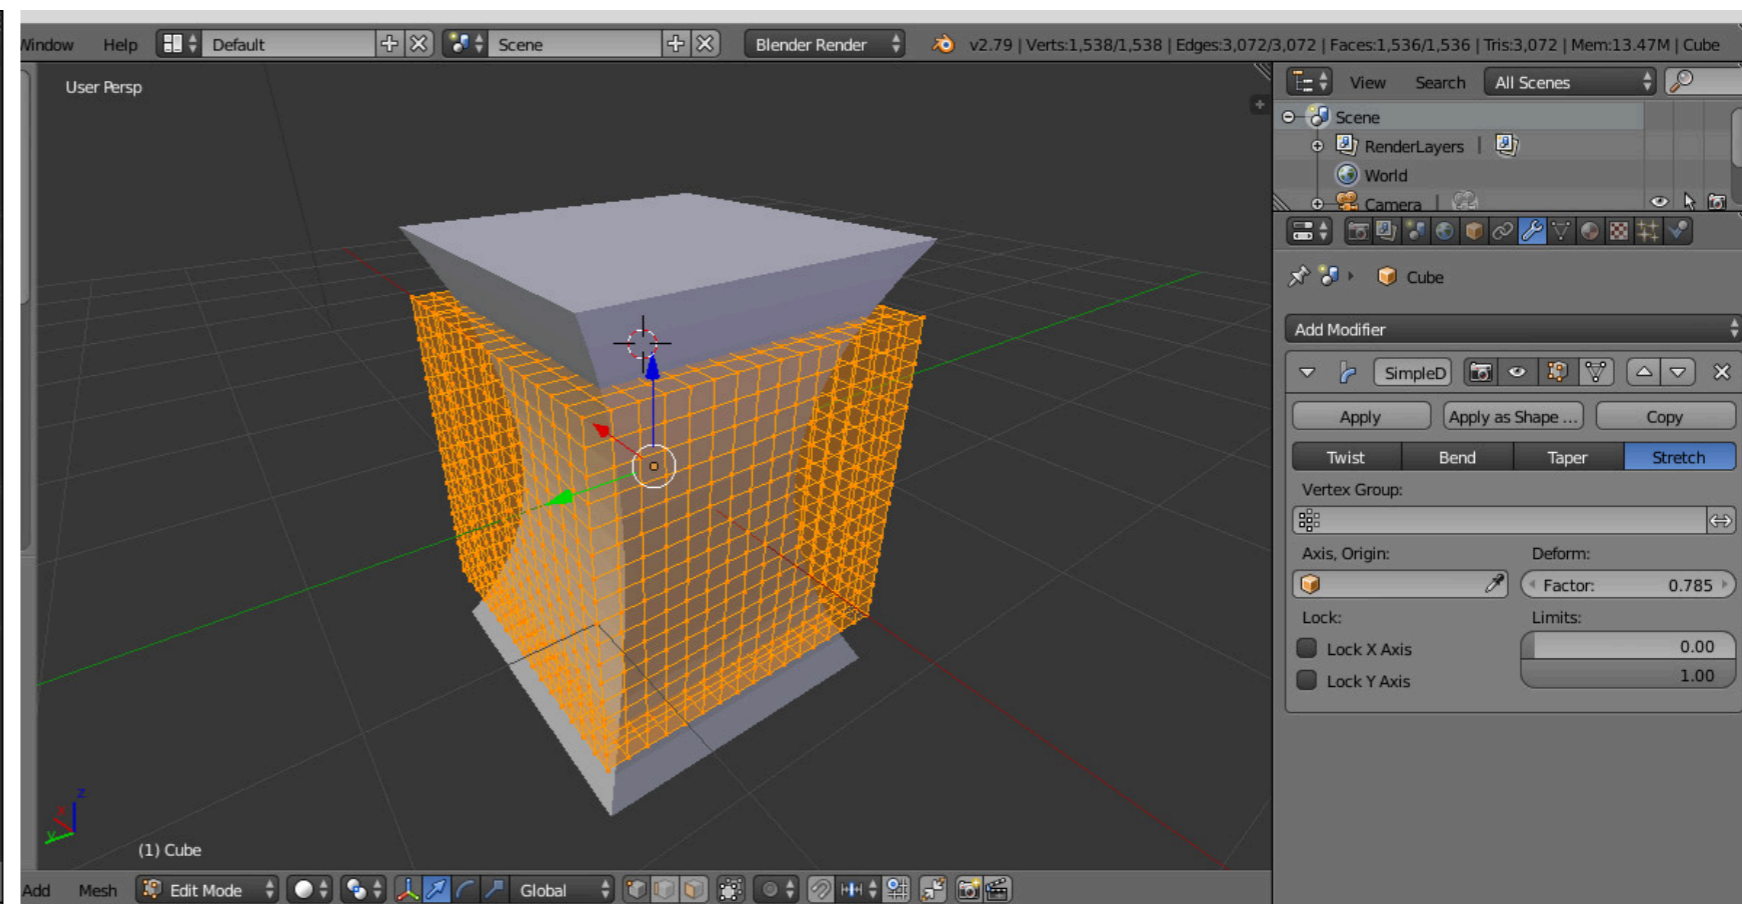 Window Help Default Scene Blender Render v2.79 | Verts:1,538/1,538 | Edges:3,072/3,072 | Faces:1,536/1,536 | Tris:3,072 | Mem:13.47M | Cube
User Persp
View Search All Scenes
Scene
RenderLayers |
World
Camera |
Cube
Add Modifier
SimpleD
Apply Apply as Shape ... Copy
Twist Bend Taper Stretch
Vertex Group:
Axis, Origin: Deform:
Factor: 0.785
Lock: Limits:
Lock X Axis 0.00
Lock Y Axis 1.00
z
x
y
(1) Cube
Add Mesh Edit Mode Global